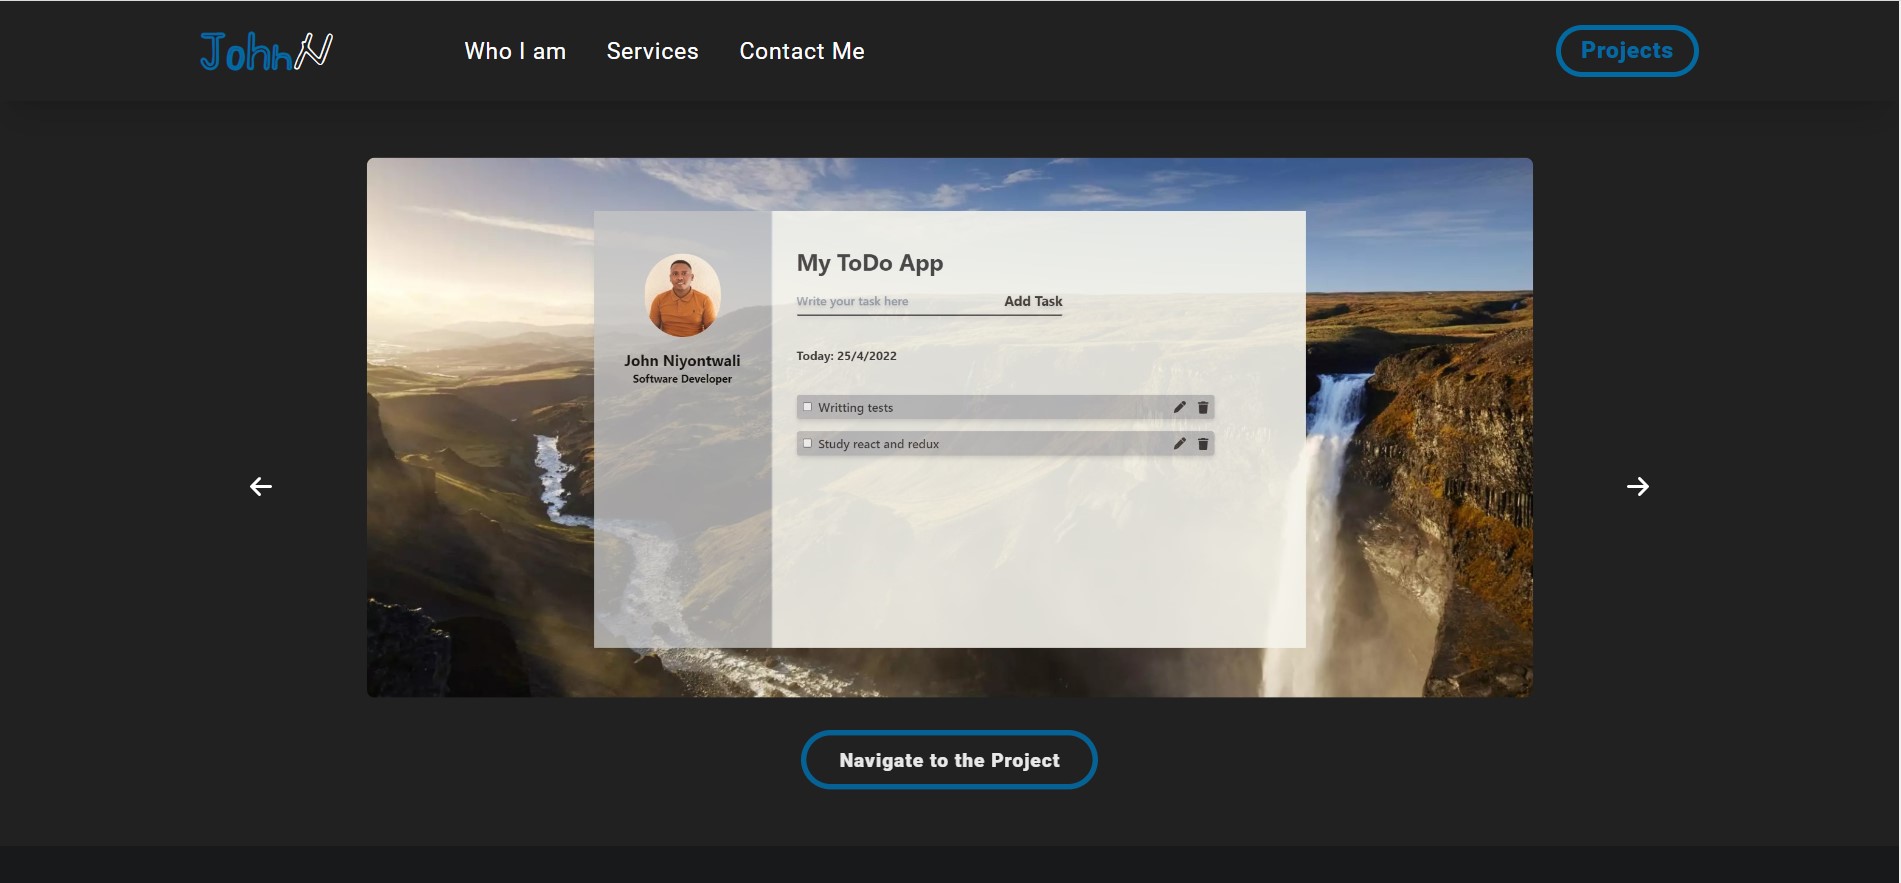 JohnN
Who I am
Services
Contact Me
Projects
John Niyontwali
Software Developer
My ToDo App
Write your task here
Add Task
Today: 25/4/2022
Writting tests
Study react and redux
Navigate to the Project